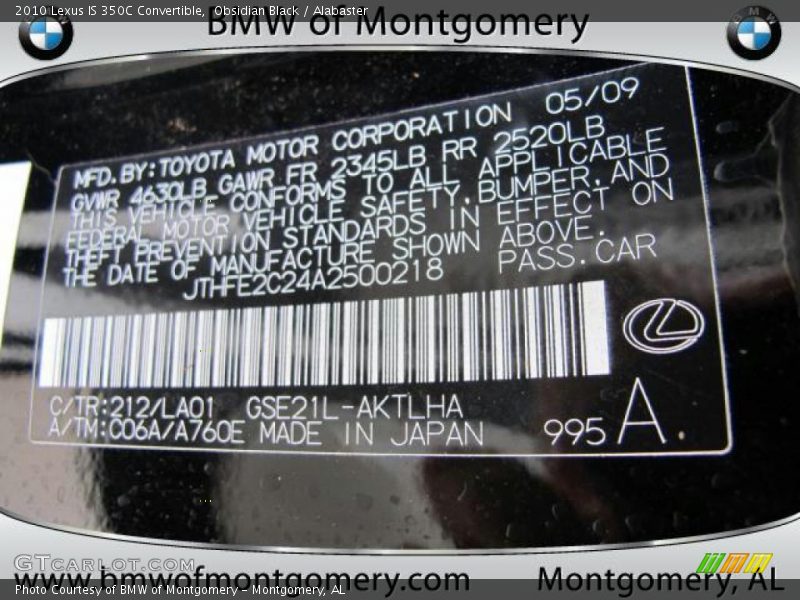 2010 Lexus IS 350C Convertible, Obsidian Black / Alabaster
BMW of Montgomery
MFD.BY:TOYOTA MOTOR CORPORATION 05/09
GVWR 4630LB GAWR FR 2345LB RR 2520LB
THIS VEHICLE CONFORMS TO ALL APPLICABLE
FEDERAL MOTOR VEHICLE SAFETY,BUMPER,AND
THEFT PREVENTION STANDARDS IN EFFECT ON
THE DATE OF MANUFACTURE SHOWN ABOVE.
JTHFE2C24A2500218 PASS.CAR
C/TR:212/LA01 GSE21L-AKTLHA
A/TM:C06A/A760E MADE IN JAPAN 995 A
GTcarlot.com
www.bmwofmontgomery.com Montgomery, AL
Photo Courtesy of BMW of Montgomery - Montgomery, AL